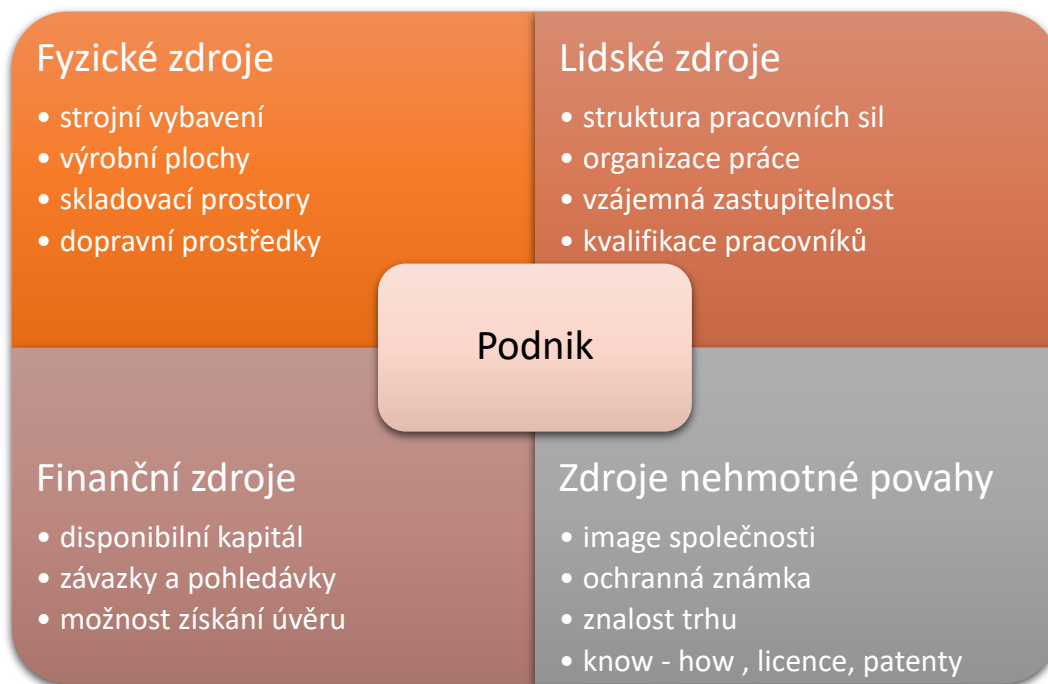 Fyzické zdroje
• strojní vybavení
• výrobní plochy
• skladovací prostory
• dopravní prostředky
Lidské zdroje
• struktura pracovních sil
• organizace práce
• vzájemná zastupitelnost
• kvalifikace pracovníků
Podnik
Finanční zdroje
• disponibilní kapitál
• závazky a pohledávky
• možnost získání úvěru
Zdroje nehmotné povahy
• image společnosti
• ochranná známka
• znalost trhu
• know - how , licence, patenty